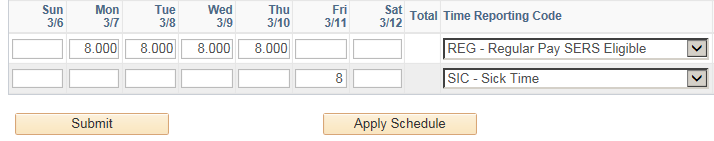 Sun Mon Tue Wed Thu Fri Sat Total Time Reporting Code
3/6 3/7 3/8 3/9 3/10 3/11 3/12
8.000 8.000 8.000 8.000 REG - Regular Pay SERS Eligible
8 SIC - Sick Time
Submit Apply Schedule